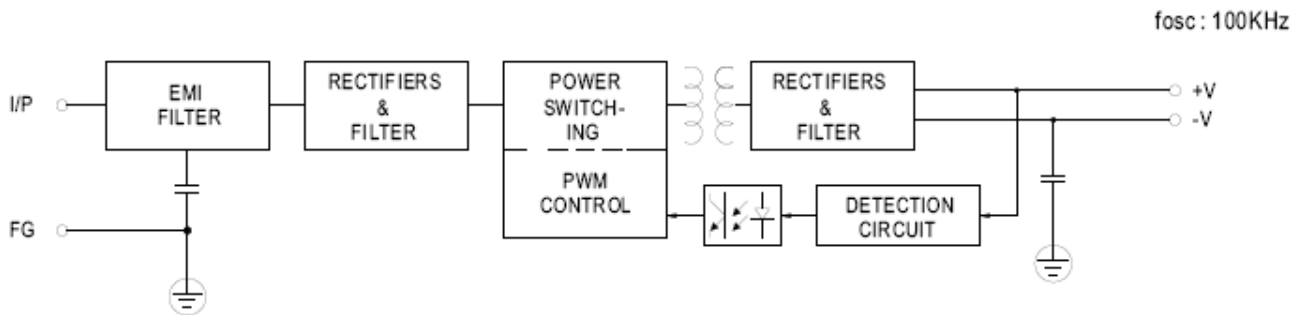 fosc : 100KHz
I/P
EMI
FILTER
RECTIFIERS
&
FILTER
POWER
SWITCH-
ING
PWM
CONTROL
RECTIFIERS
&
FILTER
+V
-V
DETECTION
CIRCUIT
FG